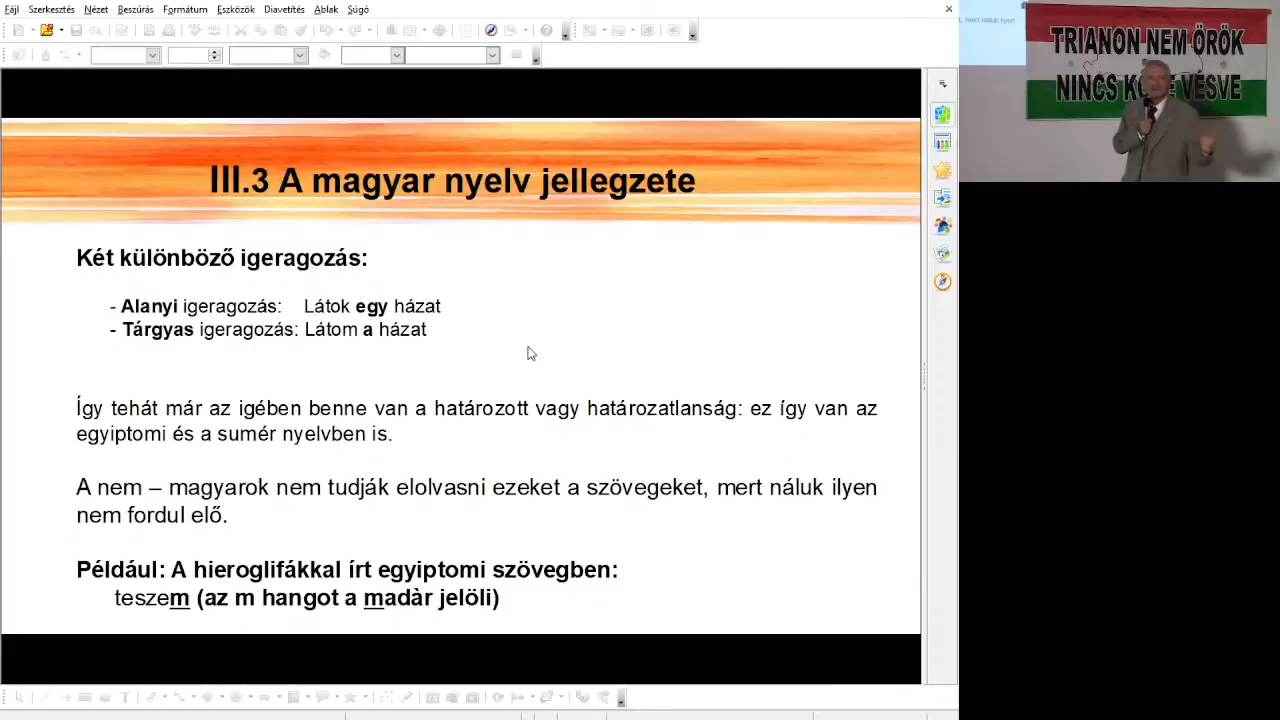 Fájl Szerkesztés Nézet Beszúrás Formátum Eszközök Diavetítés Ablak Súgó
, mert náluk ilyen
TRIANON NEM ÖRÖK
NINCS KŐBE VÉSVE
III.3 A magyar nyelv jellegzete
Két különböző igeragozás:
- Alanyi igeragozás: Látok egy házat
- Tárgyas igeragozás: Látom a házat
Így tehát már az igében benne van a határozott vagy határozatlanság: ez így van az
egyiptomi és a sumér nyelvben is.
A nem – magyarok nem tudják elolvasni ezeket a szövegeket, mert náluk ilyen
nem fordul elő.
Például: A hieroglifákkal írt egyiptomi szövegben:
teszem (az m hangot a madàr jelöli)